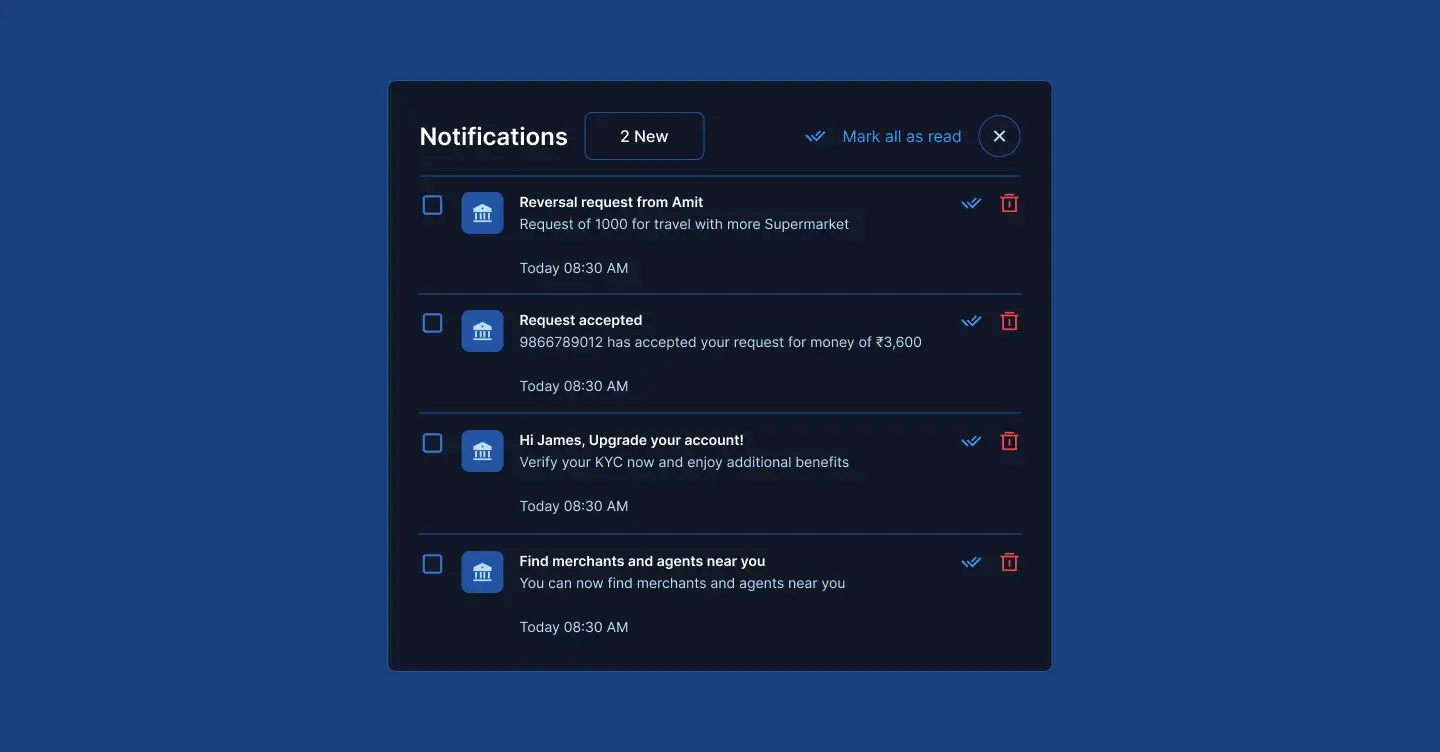 Notifications
2 New
Mark all as read
Reversal request from Amit
Request of 1000 for travel with more Supermarket
Today 08:30 AM
Request accepted
9866789012 has accepted your request for money of ₹3,600
Today 08:30 AM
Hi James, Upgrade your account!
Verify your KYC now and enjoy additional benefits
Today 08:30 AM
Find merchants and agents near you
You can now find merchants and agents near you
Today 08:30 AM